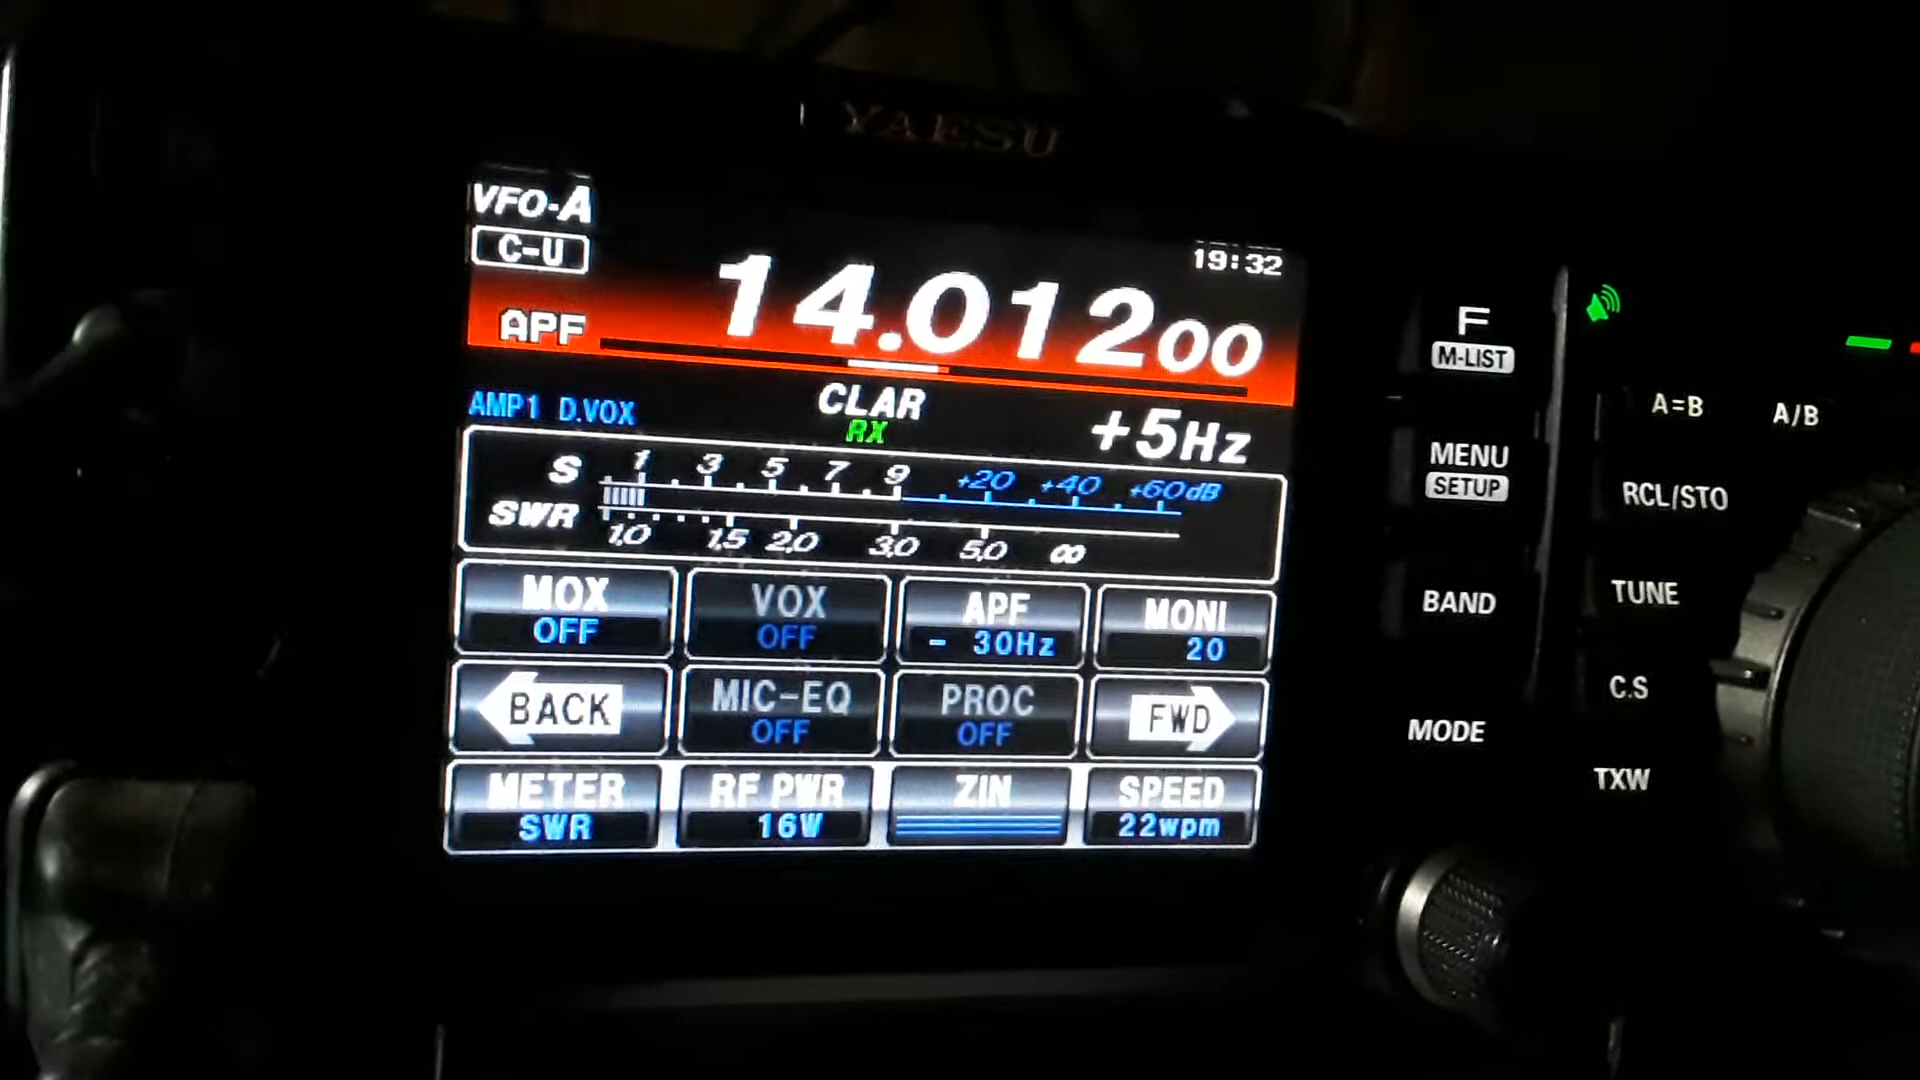 YAESU
VFO-A
C-U
19:32
14.01200
APF
AMP1 D.VOX
CLAR
RX
+5Hz
S 1 3 5 7 9 +20 +40 +60dB
SWR 1,0 1,5 2,0 3,0 5,0 ∞
MOX VOX APF MONI
OFF OFF - 30Hz 20
BACK MIC-EQ PROC FWD
OFF OFF
METER RF PWR ZIN SPEED
SWR 16W 22wpm
F
M-LIST
MENU
SETUP
BAND
MODE
A=B A/B
RCL/STO
TUNE
C.S
TXW